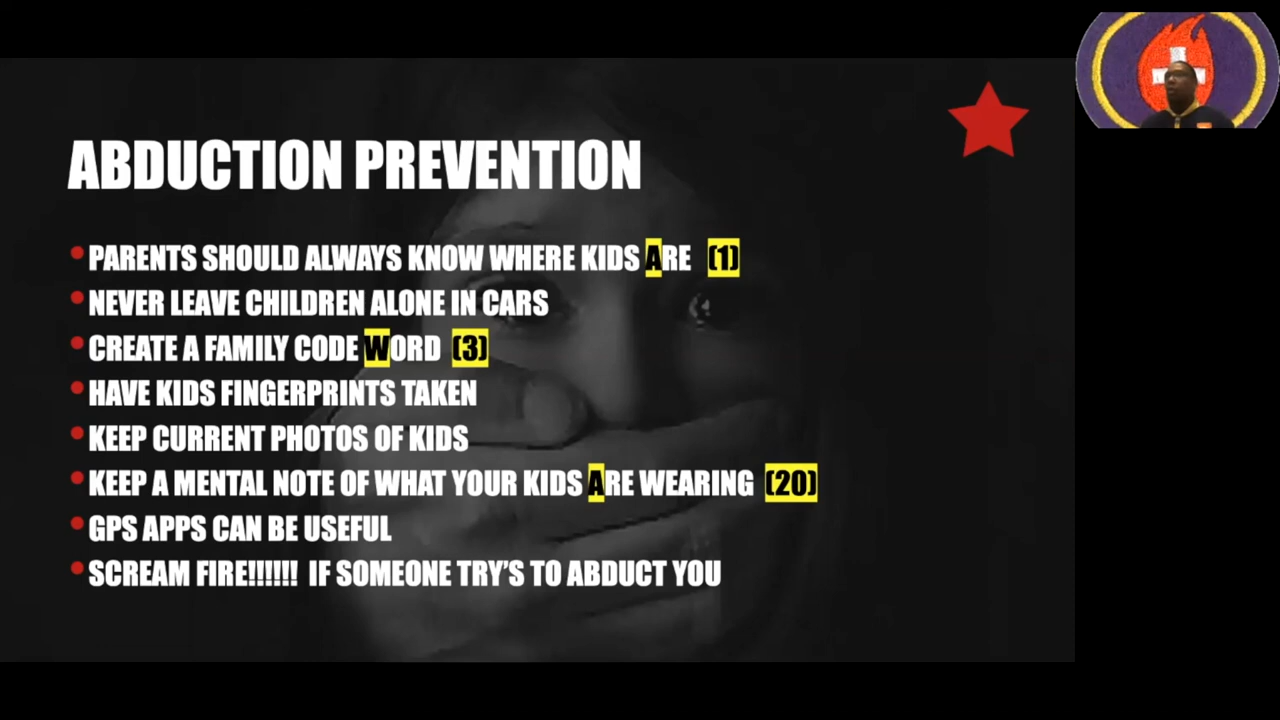 ABDUCTION PREVENTION
PARENTS SHOULD ALWAYS KNOW WHERE KIDS ARE (1)
NEVER LEAVE CHILDREN ALONE IN CARS
CREATE A FAMILY CODE WORD (3)
HAVE KIDS FINGERPRINTS TAKEN
KEEP CURRENT PHOTOS OF KIDS
KEEP A MENTAL NOTE OF WHAT YOUR KIDS ARE WEARING (20)
GPS APPS CAN BE USEFUL
SCREAM FIRE!!!!!! IF SOMEONE TRY'S TO ABDUCT YOU